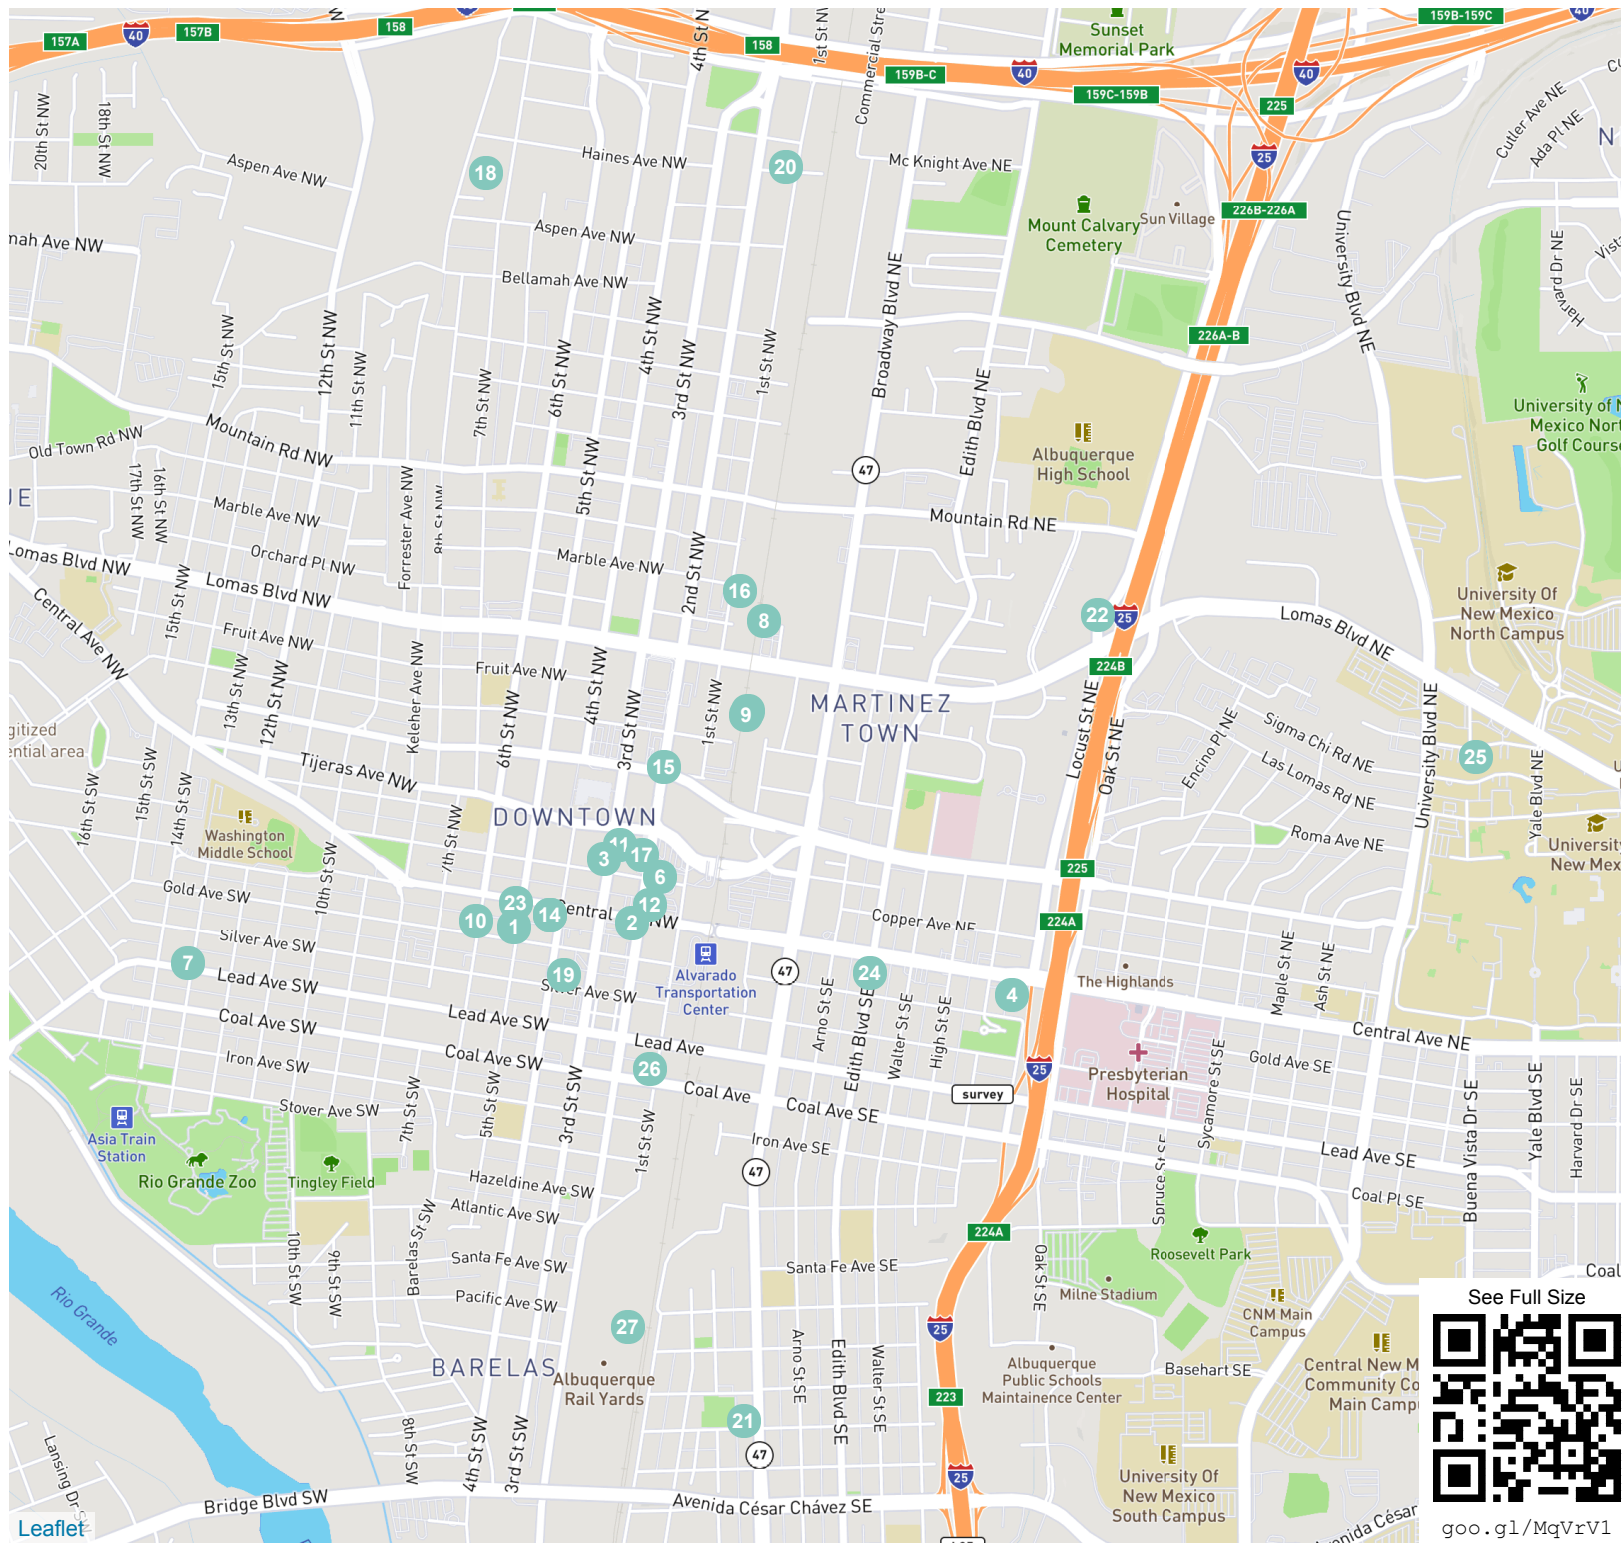 157A
40
157B
158
4th St N
158
1st St NW
Commercial Stre
159B-C
Sunset
Memorial Park
40
159C-159B
159B-159C
40
40
225
25
Cutler Ave NE
Ada Pl NE
N
20th St NW
18th St NW
Aspen Ave NW
18
Haines Ave NW
20
Mc Knight Ave NE
Mount Calvary
Cemetery
Sun Village
226B-226A
University Blvd NE
Harvard Dr NE
Vista
mah Ave NW
Aspen Ave NW
Bellamah Ave NW
Broadway Blvd NE
226A-B
15th St NW
12th St NW
11th St NW
7th St NW
6th St NW
4th St NW
3rd St NW
1st St NW
Edith Blvd NE
University of N
Mexico Nort
Golf Course
Old Town Rd NW
Mountain Rd NW
5th St NW
47
Albuquerque
High School
17th St NW
16th St NW
Marble Ave NW
Forrester Ave NW
8th St NW
UE
Mountain Rd NE
Lomas Blvd NW
Orchard Pl NW
Marble Ave NW
2nd St NW
Lomas Blvd NW
16
8
22
25
Lomas Blvd NE
University Of
New Mexico
North Campus
Central Ave NW
15th St NW
Fruit Ave NW
13th St NW
12th St NW
Keleher Ave NW
Fruit Ave NW
6th St NW
4th St NW
3rd St NW
1st St NW
9
MARTINEZ
TOWN
224B
Locust St NE
Oak St NE
Encino Pl NE
Sigma Chi Rd NE
Las Lomas Rd NE
University Blvd NE
25
Yale Blvd NE
gitized
ential area
Tijeras Ave NW
15
16th St SW
15th St SW
14th St SW
Washington
Middle School
7th St NW
DOWNTOWN
Roma Ave NE
University
New Mex
11
3
17
6
225
Gold Ave SW
10th St SW
23
10
1
14
Central
NW
12
2
Copper Ave NE
224A
7
Silver Ave SW
Lead Ave SW
19
Silver Ave SW
Alvarado
Transportation
Center
47
24
4
The Highlands
Maple St NE
Ash St NE
Arno St SE
Edith Blvd SE
Walter St SE
High St SE
Coal Ave SW
Lead Ave SW
Lead Ave
Central Ave NE
Iron Ave SW
Coal Ave SW
26
Coal Ave
Coal Ave SE
survey
25
Presbyterian
Hospital
Sycamore St SE
Gold Ave SE
Stover Ave SW
7th St SW
5th St SW
3rd St SW
1st St SW
Iron Ave SE
Asia Train
Station
Buena Vista Dr SE
Yale Blvd SE
Harvard Dr SE
Rio Grande Zoo
Tingley Field
Hazeldine Ave SW
47
Spruce St SE
Lead Ave SE
Coal Pl SE
Atlantic Ave SW
Barelas St SW
224A
10th St SW
9th St SW
Santa Fe Ave SW
Santa Fe Ave SE
Oak St SE
Roosevelt Park
Coal
Rio Grande
Pacific Ave SW
Milne Stadium
CNM Main
Campus
See Full Size
27
25
Arno St SE
Edith Blvd SE
Walter St SE
Albuquerque
Public Schools
Maintainence Center
Basehart SE
Central New M
Community Co
Main Camp
BARELAS
Albuquerque
Rail Yards
223
21
47
8th St SW
4th St SW
3rd St SW
Lansing Dr SW
25
University Of
New Mexico
South Campus
Bridge Blvd SW
Avenida César Chávez SE
enida César
Leaflet
goo.gl/MqVrV1